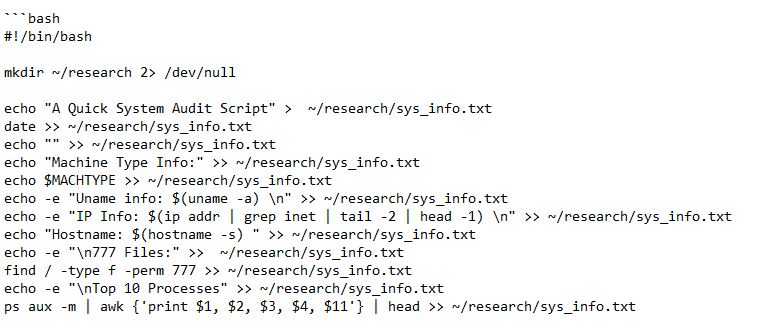 ```bash
#!/bin/bash
mkdir ~/research 2> /dev/null
echo "A Quick System Audit Script" >  ~/research/sys_info.txt
date >> ~/research/sys_info.txt
echo "" >> ~/research/sys_info.txt
echo "Machine Type Info:" >> ~/research/sys_info.txt
echo $MACHTYPE >> ~/research/sys_info.txt
echo -e "Uname info: $(uname -a) \n" >> ~/research/sys_info.txt
echo -e "IP Info: $(ip addr | grep inet | tail -2 | head -1) \n" >> ~/research/sys_info.txt
echo "Hostname: $(hostname -s) " >> ~/research/sys_info.txt
echo -e "\n777 Files:" >>  ~/research/sys_info.txt
find / -type f -perm 777 >> ~/research/sys_info.txt
echo -e "\nTop 10 Processes" >> ~/research/sys_info.txt
ps aux -m | awk {'print $1, $2, $3, $4, $11'} | head >> ~/research/sys_info.txt